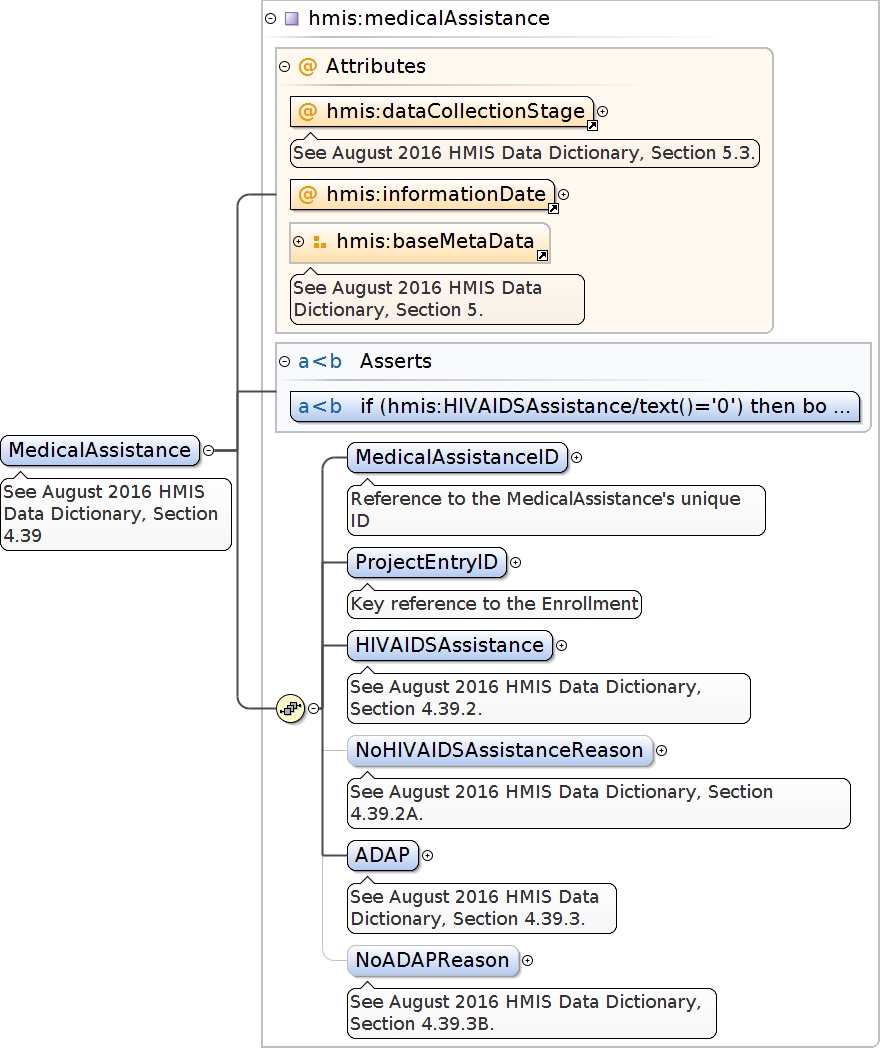 hmis:medicalAssistance
@ Attributes
@ hmis:dataCollectionStage
See August 2016 HMIS Data Dictionary, Section 5.3.
@ hmis:informationDate
hmis:baseMetaData
See August 2016 HMIS Data
Dictionary, Section 5.
a<b Asserts
a<b if (hmis:HIVAIDSAssistance/text()='0') then bo ...
MedicalAssistance
See August 2016 HMIS
Data Dictionary, Section
4.39
MedicalAssistanceID
Reference to the MedicalAssistance's unique
ID
ProjectEntryID
Key reference to the Enrollment
HIVAIDSAssistance
See August 2016 HMIS Data Dictionary,
Section 4.39.2.
NoHIVAIDSAssistanceReason
See August 2016 HMIS Data Dictionary, Section
4.39.2A.
ADAP
See August 2016 HMIS Data
Dictionary, Section 4.39.3.
NoADAPReason
See August 2016 HMIS Data Dictionary,
Section 4.39.3B.